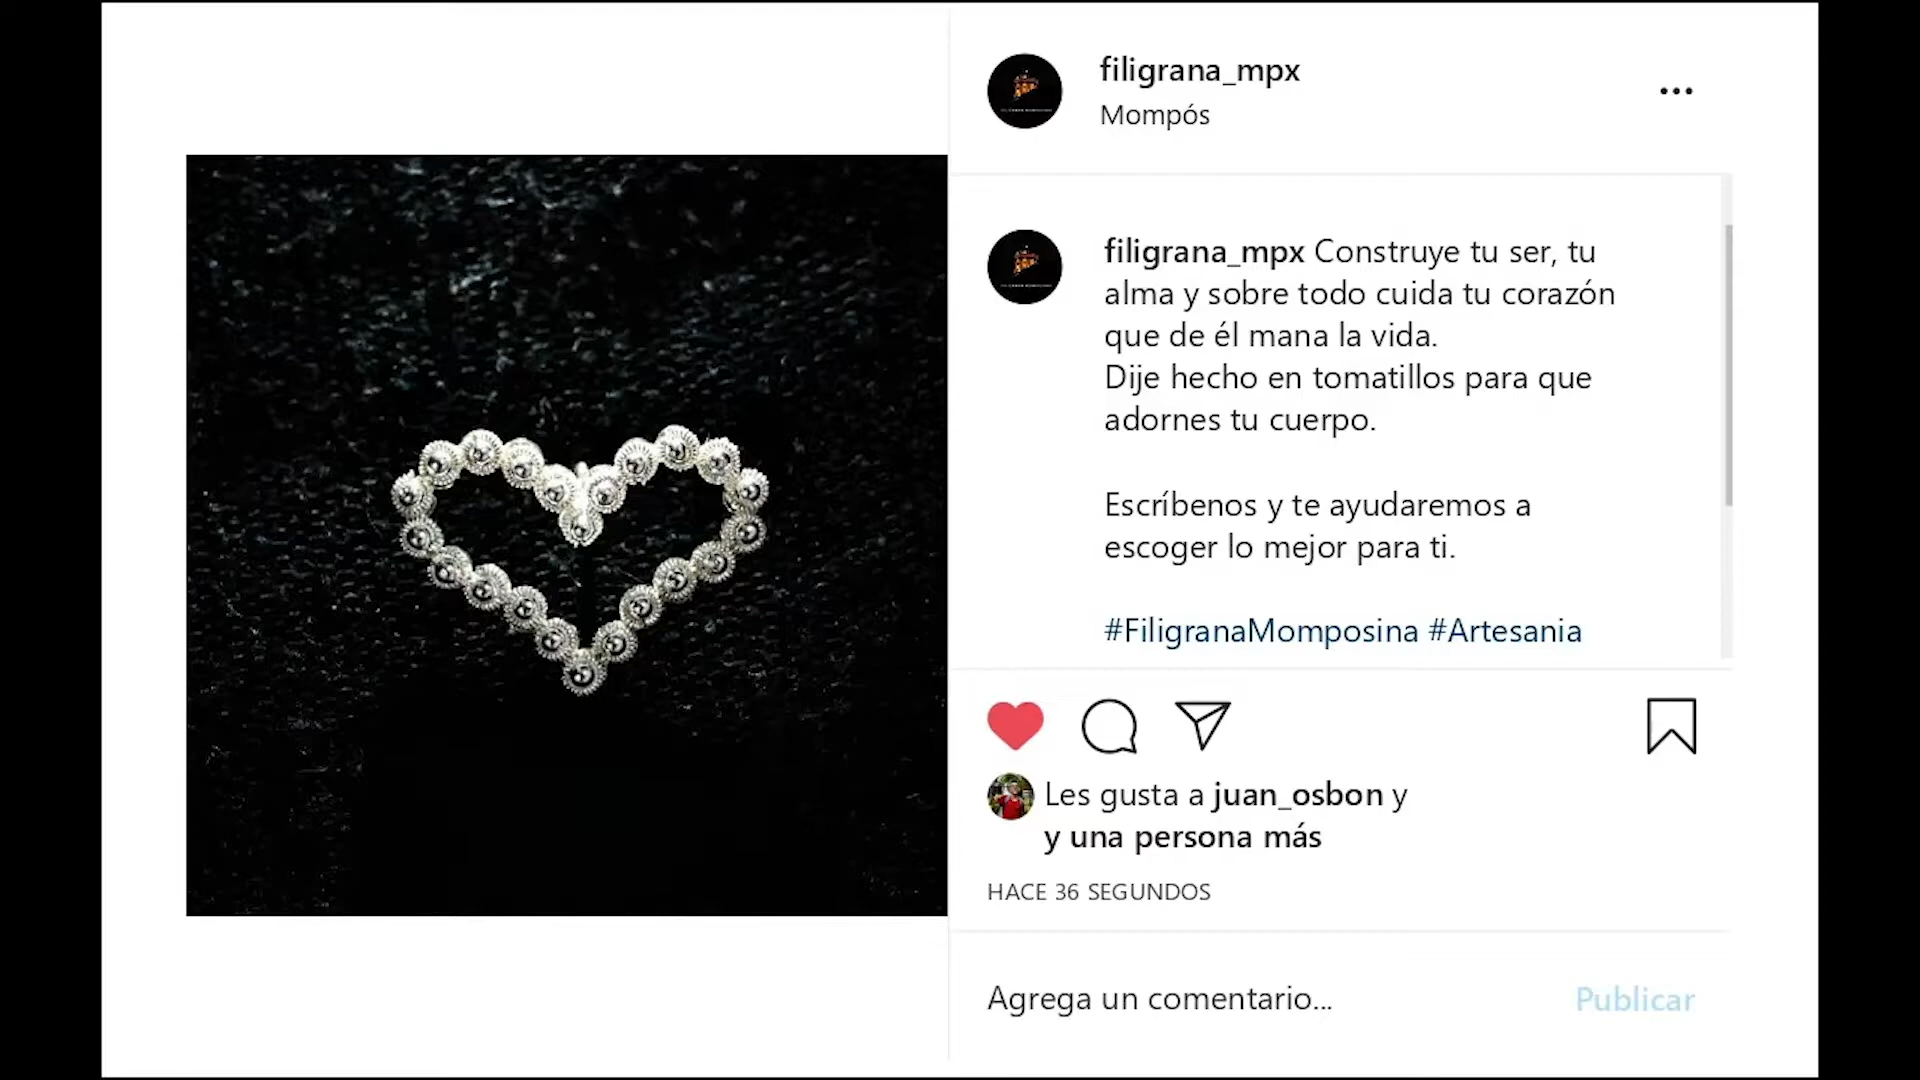 filigrana_mpx
Mompós
filigrana_mpx Construye tu ser, tu
alma y sobre todo cuida tu corazón
que de él mana la vida.
Dije hecho en tomatillos para que
adornes tu cuerpo.
Escríbenos y te ayudaremos a
escoger lo mejor para ti.
#FiligranaMomposina #Artesania
Les gusta a juan_osbon y
y una persona más
HACE 36 SEGUNDOS
Agrega un comentario...
Publicar